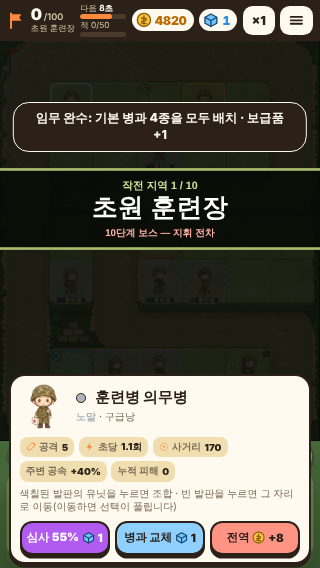 0 /100
초원 훈련장
다음 8초
적 0/50
4820
1
×1
임무 완수: 기본 병과 4종을 모두 배치 · 보급품
+1
작전 지역 1 / 10
초원 훈련장
10단계 보스 — 지휘 전차
훈련병 의무병
노말 · 구급낭
공격 5
초당 1.1회
사거리 170
주변 공속 +40%
누적 피해 0
색칠된 발판의 유닛을 누르면 조합 · 빈 발판을 누르면 그 자리
로 이동(이동하면 선택이 풀립니다)
심사 55% 1
병과 교체 1
전역 +8